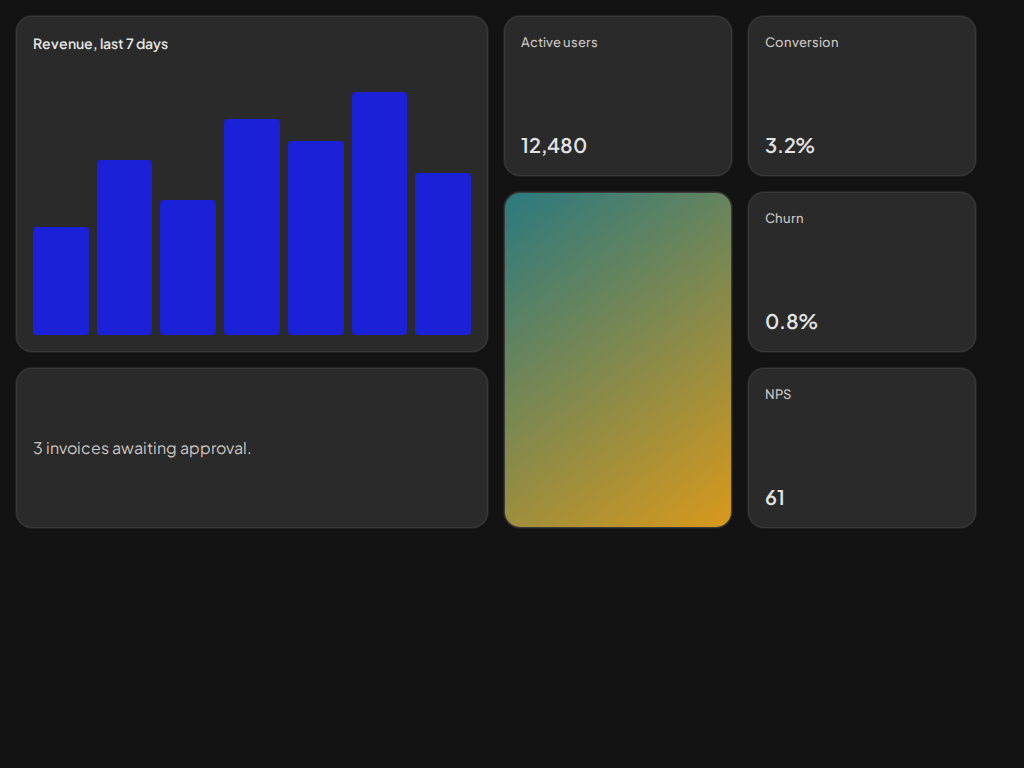 Revenue, last 7 days
Active users
12,480
Conversion
3.2%
Churn
0.8%
3 invoices awaiting approval.
NPS
61